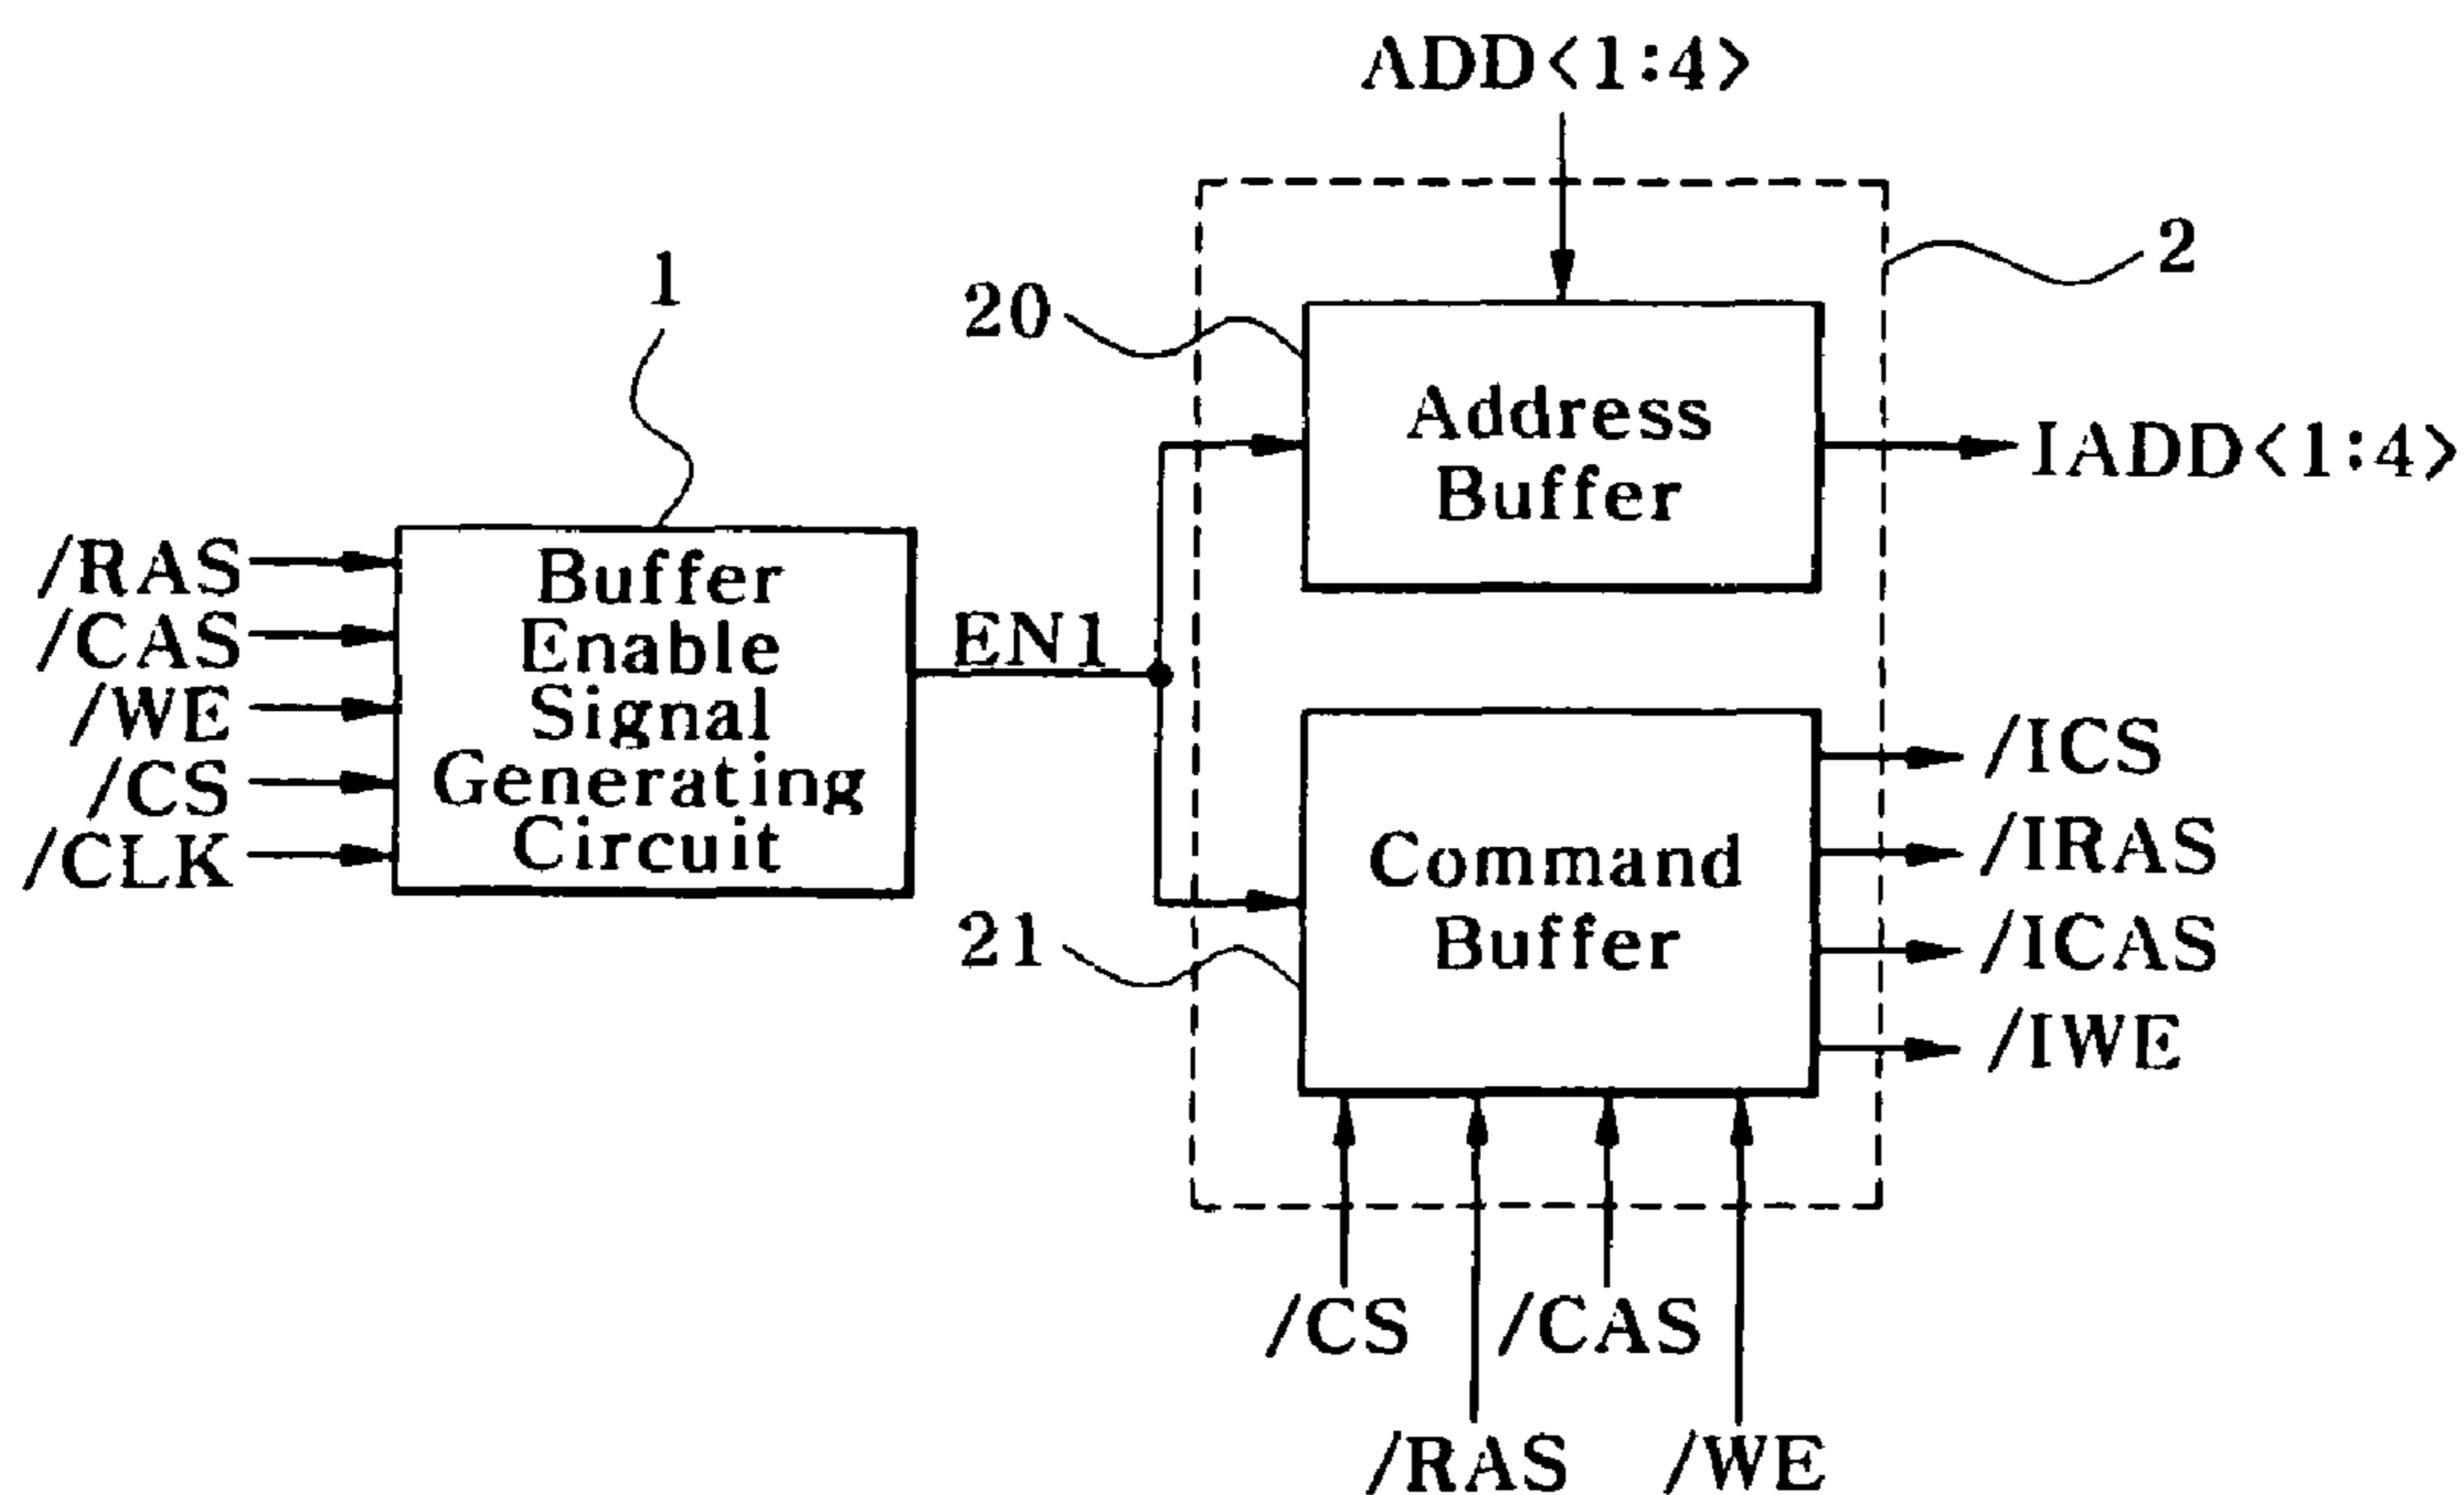 ADD<1:4>
2
1
20
Address
Buffer
IADD<1:4>
/RAS
/CAS
/WE
/CS
/CLK
Buffer
Enable
Signal
Generating
Circuit
EN1
21
Command
Buffer
/ICS
/IRAS
/ICAS
/IWE
/CS
/CAS
/RAS
/WE